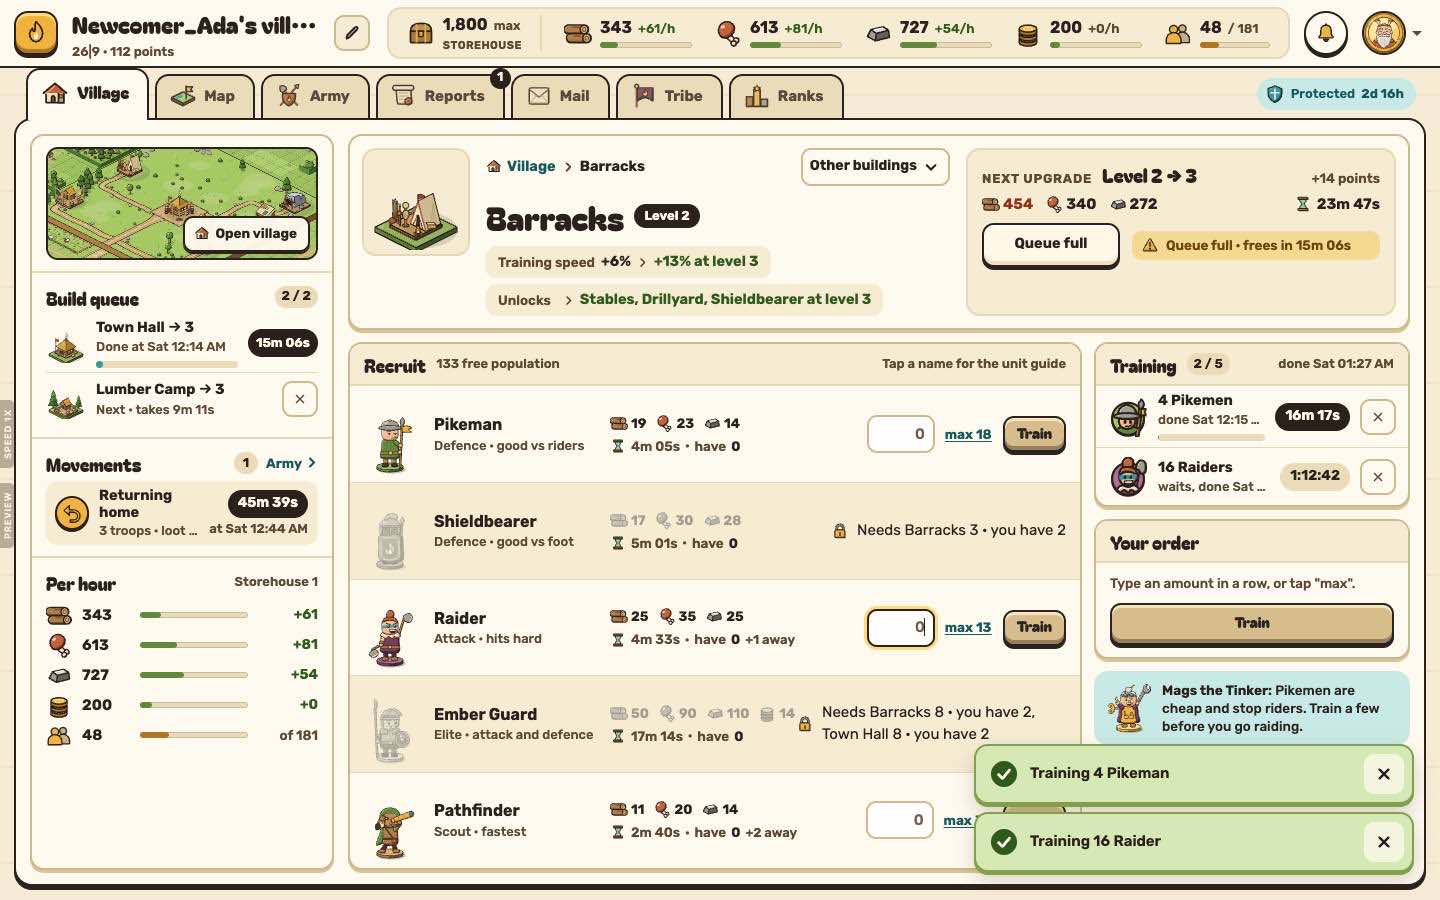 Newcomer_Ada's vill•••
26|9 • 112 points
1,800 max
STOREHOUSE
343 +61/h
613 +81/h
727 +54/h
200 +0/h
48 / 181
Village
Map
Army
Reports
1
Mail
Tribe
Ranks
Protected 2d 16h
SPEED 1X
PREVIEW
Open village
Build queue
2 / 2
Town Hall → 3
Done at Sat 12:14 AM
15m 06s
Lumber Camp → 3
Next • takes 9m 11s
Movements
1
Army
Returning home
3 troops • loot ...
45m 39s
at Sat 12:44 AM
Per hour
Storehouse 1
343 +61
613 +81
727 +54
200 +0
48 of 181
Village > Barracks
Other buildings
Barracks
Level 2
Training speed +6% > +13% at level 3
Unlocks > Stables, Drillyard, Shieldbearer at level 3
NEXT UPGRADE Level 2 → 3
+14 points
454 340 272
23m 47s
Queue full
Queue full • frees in 15m 06s
Recruit 133 free population
Tap a name for the unit guide
Pikeman
Defence • good vs riders
19 23 14
4m 05s • have 0
0
max 18
Train
Shieldbearer
Defence • good vs foot
17 30 28
5m 01s • have 0
Needs Barracks 3 • you have 2
Raider
Attack • hits hard
25 35 25
4m 33s • have 0 +1 away
0
max 13
Train
Ember Guard
Elite • attack and defence
50 90 110 14
17m 14s • have 0
Needs Barracks 8 • you have 2,
Town Hall 8 • you have 2
Pathfinder
Scout • fastest
11 20 14
2m 40s • have 0 +2 away
0
max
Training 2 / 5
done Sat 01:27 AM
4 Pikemen
done Sat 12:15 ...
16m 17s
16 Raiders
waits, done Sat ...
1:12:42
Your order
Type an amount in a row, or tap "max".
Train
Mags the Tinker: Pikemen are
cheap and stop riders. Train a few
before you go raiding.
Training 4 Pikeman
Training 16 Raider